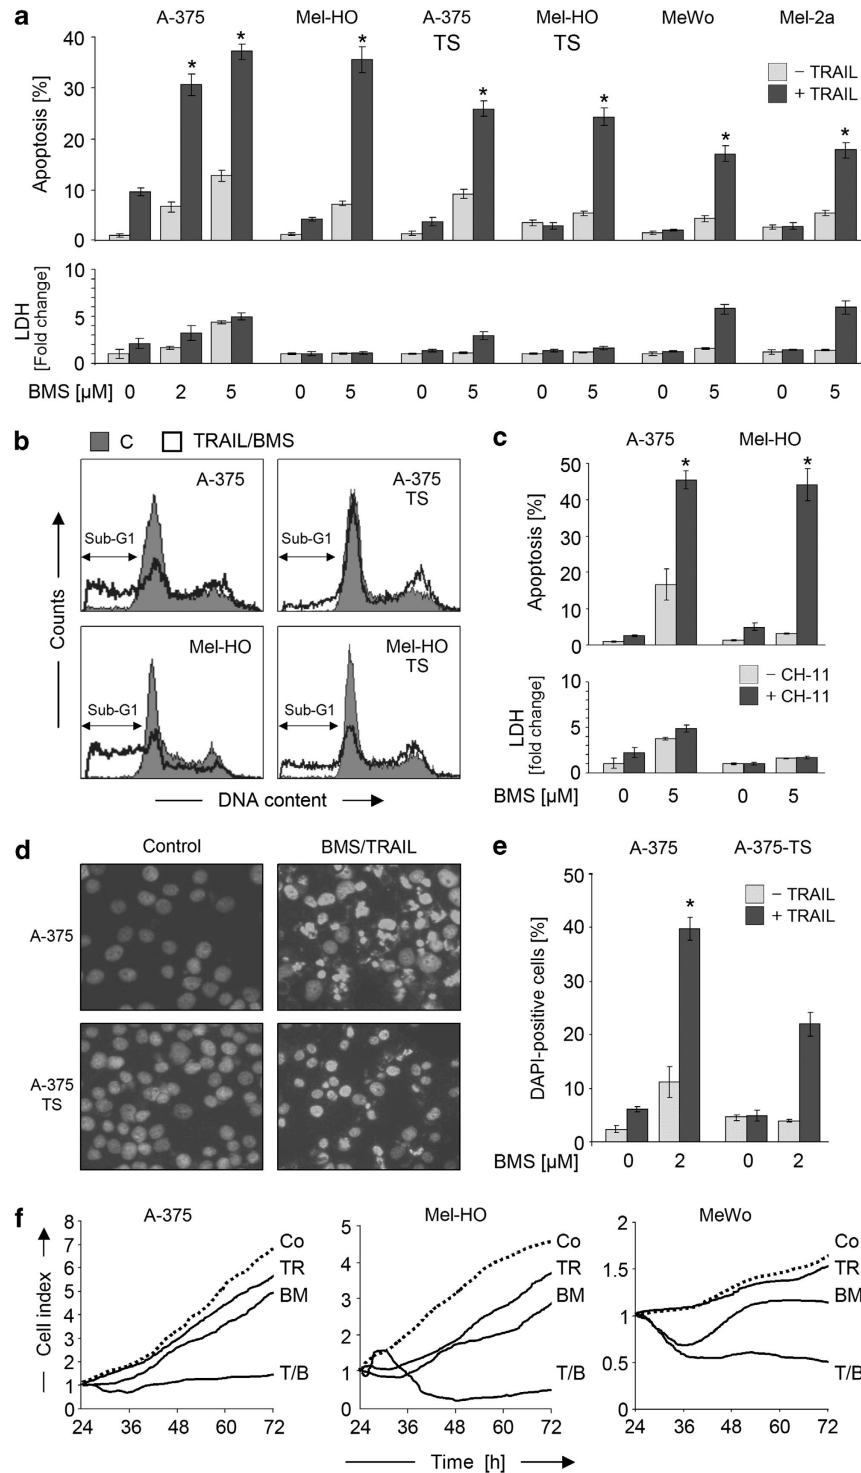 a
A-375
Mel-HO
A-375
TS
Mel-HO
TS
MeWo
Mel-2a
Apoptosis [%]
40
30
20
10
0
*
*
*
*
*
*
*
– TRAIL
+ TRAIL
LDH
[Fold change]
10
5
0
BMS [µM] 0 2 5 0 5 0 5 0 5 0 5 0 5
b
C
TRAIL/BMS
A-375
Sub-G1
A-375
TS
Sub-G1
Mel-HO
Sub-G1
Mel-HO
TS
Sub-G1
Counts
DNA content
c
A-375
Mel-HO
Apoptosis [%]
50
40
30
20
10
0
*
*
– CH-11
+ CH-11
LDH
[fold change]
10
5
0
BMS [µM] 0 5 0 5
d
Control
BMS/TRAIL
A-375
A-375
TS
e
A-375
A-375-TS
DAPI-positive cells [%]
50
40
30
20
10
0
*
– TRAIL
+ TRAIL
BMS [µM] 0 2 0 2
f
A-375
Cell index
8
7
6
5
4
3
2
1
0
24 36 48 60 72
Co
TR
BM
T/B
Mel-HO
5
4
3
2
1
0
24 36 48 60 72
Co
TR
BM
T/B
MeWo
2
1.5
1
0.5
0
24 36 48 60 72
Co
TR
BM
T/B
Time [h]